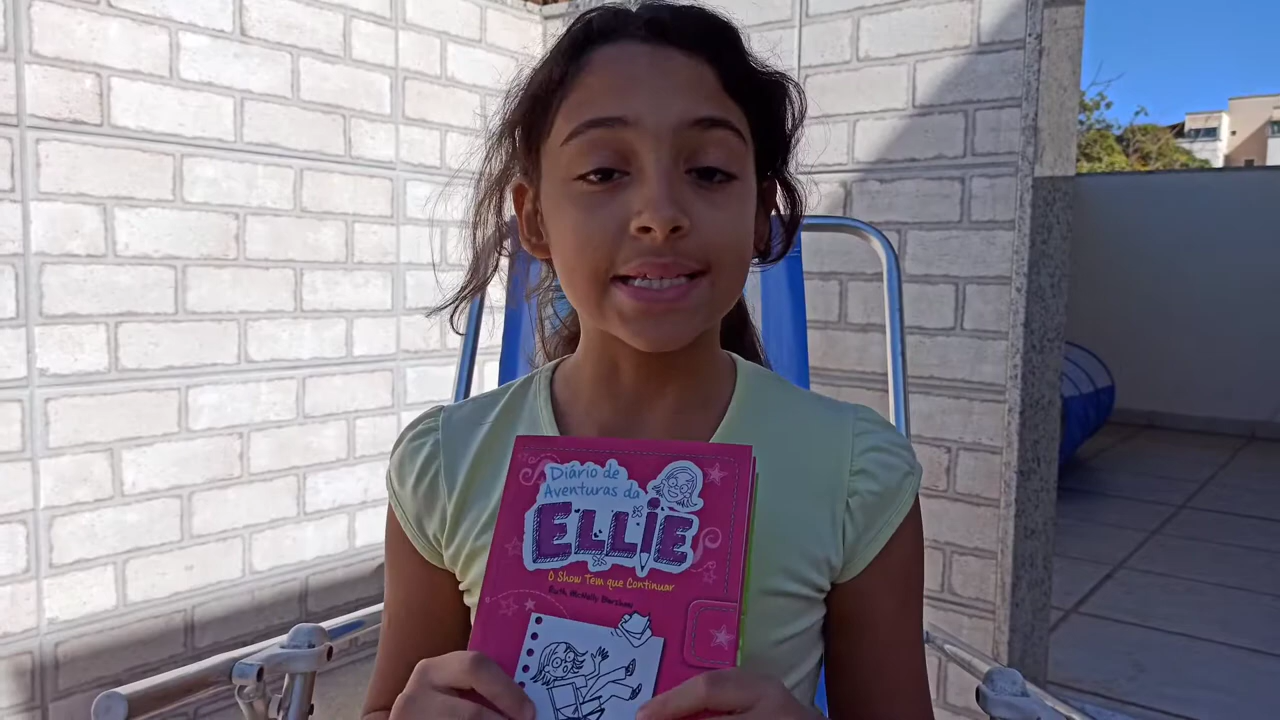 Diário de
Aventuras da
ELLIE
O Show Tem que Continuar
Ruth McNally Barshaw